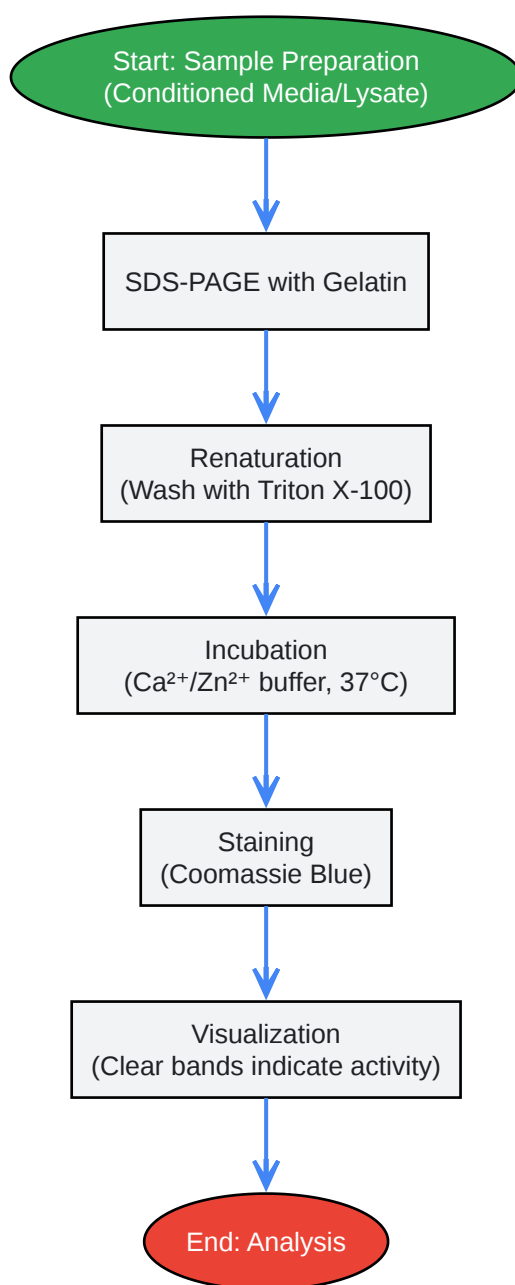 Start: Sample Preparation
(Conditioned Media/Lysate)
SDS-PAGE with Gelatin
Renaturation
(Wash with Triton X-100)
Incubation
(Ca²⁺/Zn²⁺ buffer, 37°C)
Staining
(Coomassie Blue)
Visualization
(Clear bands indicate activity)
End: Analysis